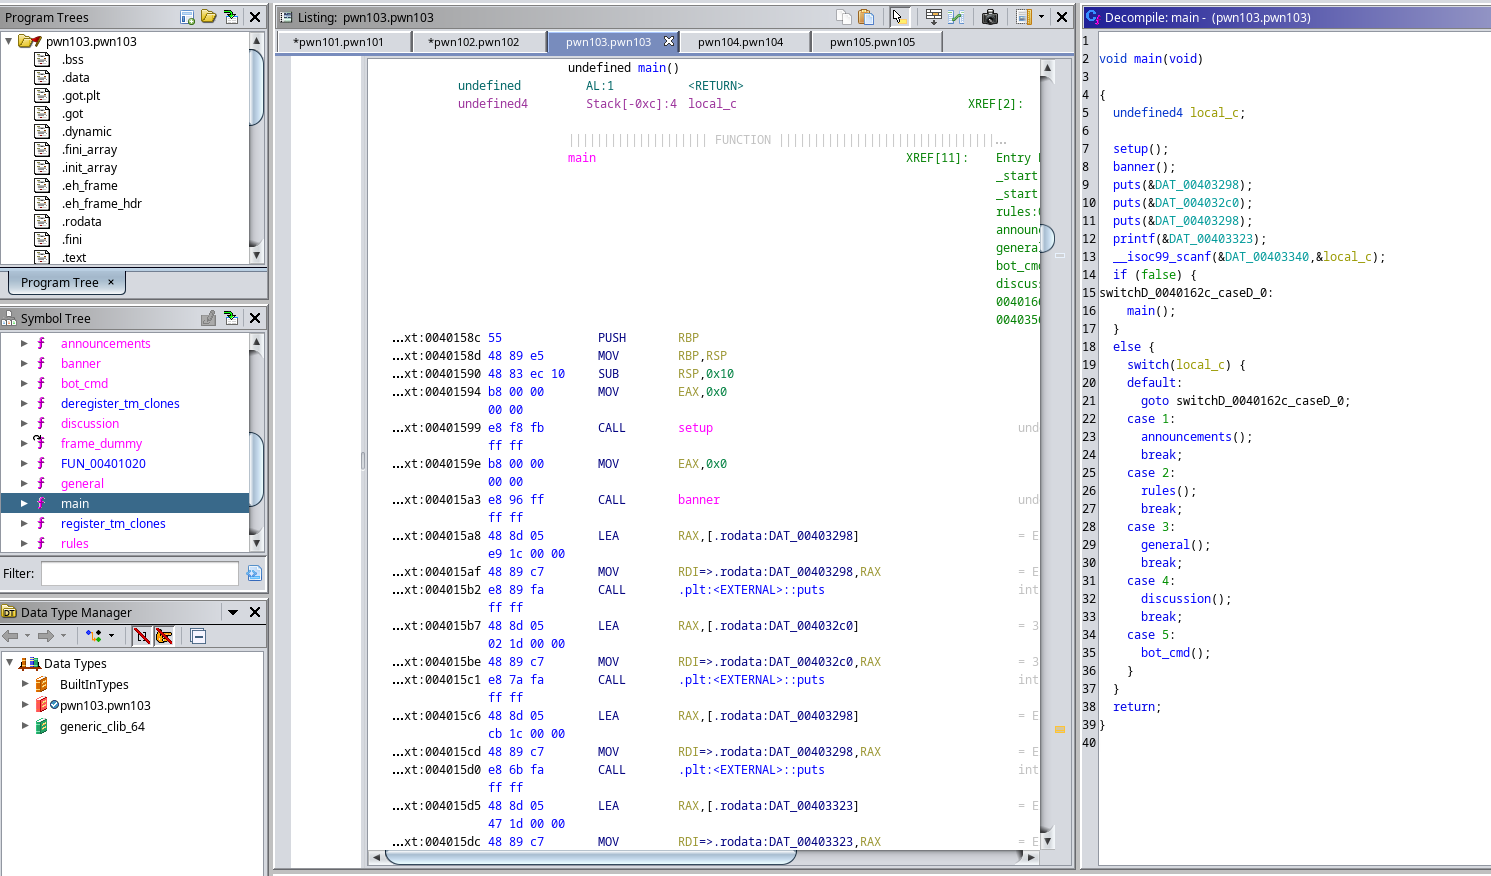 Program Trees
pwn103.pwn103
.bss
.data
.got.plt
.got
.dynamic
.fini_array
.init_array
.eh_frame
.eh_frame_hdr
.rodata
.fini
.text
Program Tree ×
Symbol Tree
announcements
banner
bot_cmd
deregister_tm_clones
discussion
frame_dummy
FUN_00401020
general
main
register_tm_clones
rules
Filter:
Data Type Manager
Data Types
BuiltInTypes
pwn103.pwn103
generic_clib_64
Listing: pwn103.pwn103
*pwn101.pwn101 *pwn102.pwn102 pwn103.pwn103 pwn104.pwn104 pwn105.pwn105
undefined main()
undefined AL:1 <RETURN>
undefined4 Stack[-0xc]:4 local_c XREF[2]:
|||||||||||||||||||| FUNCTION |||||||||||||||||||||||||||||||...
main XREF[11]: Entry
_start
_start
rules:
announ
genera
bot_cm
discus
004016
004035
...xt:0040158c 55 PUSH RBP
...xt:0040158d 48 89 e5 MOV RBP,RSP
...xt:00401590 48 83 ec 10 SUB RSP,0x10
...xt:00401594 b8 00 00 MOV EAX,0x0
00 00
...xt:00401599 e8 f8 fb CALL setup und
ff ff
...xt:0040159e b8 00 00 MOV EAX,0x0
00 00
...xt:004015a3 e8 96 ff CALL banner und
ff ff
...xt:004015a8 48 8d 05 LEA RAX,[.rodata:DAT_00403298] = E
e9 1c 00 00
...xt:004015af 48 89 c7 MOV RDI=>.rodata:DAT_00403298,RAX
...xt:004015b2 e8 89 fa CALL .plt:<EXTERNAL>::puts int
ff ff
...xt:004015b7 48 8d 05 LEA RAX,[.rodata:DAT_004032c0] = 3
02 1d 00 00
...xt:004015be 48 89 c7 MOV RDI=>.rodata:DAT_004032c0,RAX = 3
...xt:004015c1 e8 7a fa CALL .plt:<EXTERNAL>::puts int
ff ff
...xt:004015c6 48 8d 05 LEA RAX,[.rodata:DAT_00403298] = E
cb 1c 00 00
...xt:004015cd 48 89 c7 MOV RDI=>.rodata:DAT_00403298,RAX = E
...xt:004015d0 e8 6b fa CALL .plt:<EXTERNAL>::puts int
ff ff
...xt:004015d5 48 8d 05 LEA RAX,[.rodata:DAT_00403323] = E
47 1d 00 00
...xt:004015dc 48 89 c7 MOV RDI=>.rodata:DAT_00403323,RAX = E
Decompile: main - (pwn103.pwn103)
1
2 void main(void)
3
4 {
5 undefined4 local_c;
6
7 setup();
8 banner();
9 puts(&DAT_00403298);
10 puts(&DAT_004032c0);
11 puts(&DAT_00403298);
12 printf(&DAT_00403323);
13 __isoc99_scanf(&DAT_00403340,&local_c);
14 if (false) {
15 switchD_0040162c_caseD_0:
16 main();
17 }
18 else {
19 switch(local_c) {
20 default:
21 goto switchD_0040162c_caseD_0;
22 case 1:
23 announcements();
24 break;
25 case 2:
26 rules();
27 break;
28 case 3:
29 general();
30 break;
31 case 4:
32 discussion();
33 break;
34 case 5:
35 bot_cmd();
36 }
37 }
38 return;
39 }
40